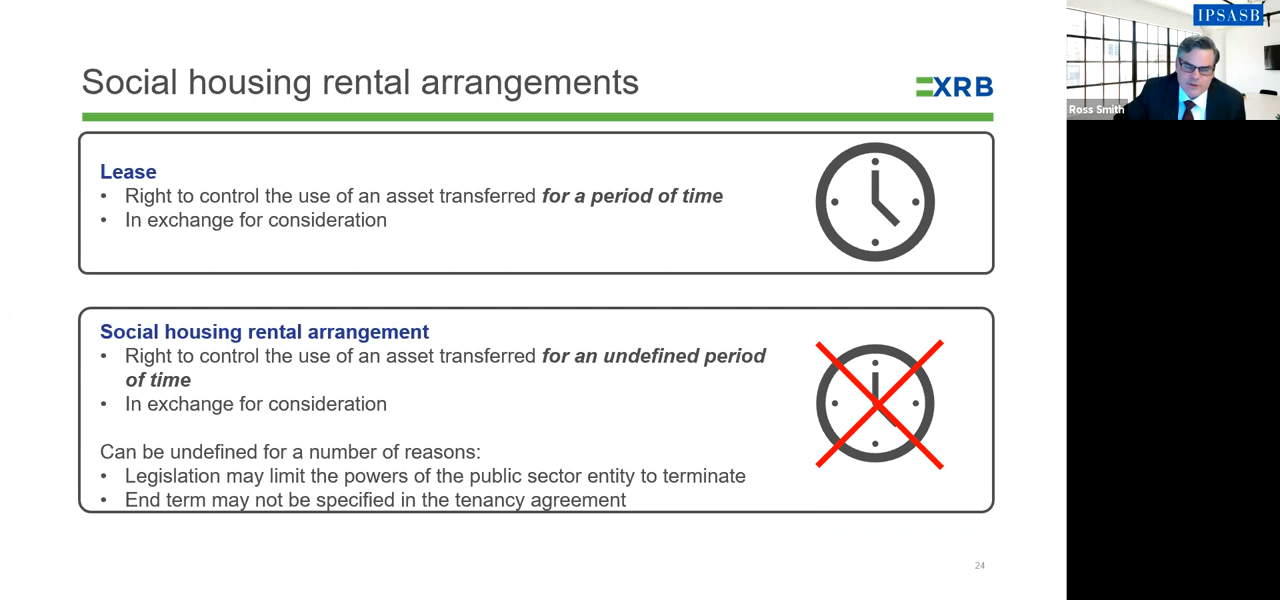 Social housing rental arrangements
XRB
Lease
• Right to control the use of an asset transferred for a period of time
• In exchange for consideration
Social housing rental arrangement
• Right to control the use of an asset transferred for an undefined period
of time
• In exchange for consideration
Can be undefined for a number of reasons:
• Legislation may limit the powers of the public sector entity to terminate
• End term may not be specified in the tenancy agreement
24
IPSASB
Ross Smith